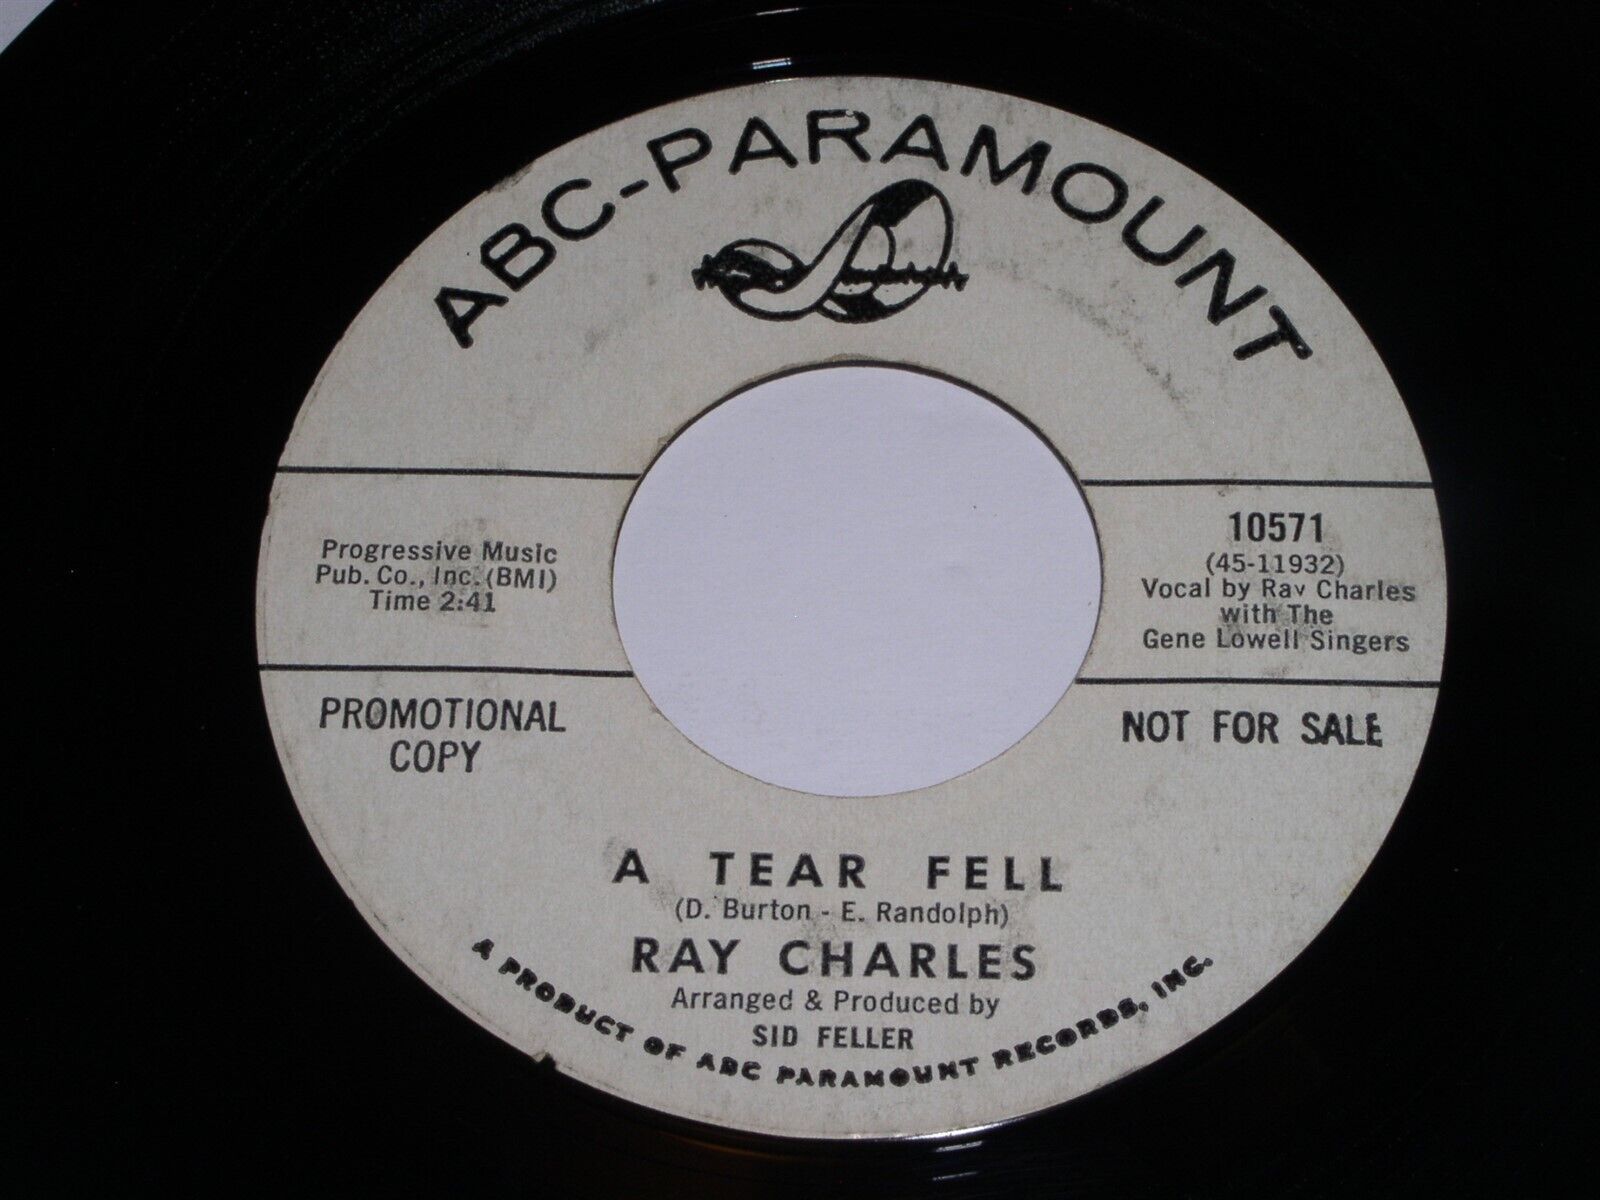 ABC-PARAMOUNT
Progressive Music
Pub. Co., Inc. (BMI)
Time 2:41
10571
(45-11932)
Vocal by Ray Charles
with The
Gene Lowell Singers
PROMOTIONAL
COPY
NOT FOR SALE
A TEAR FELL
(D. Burton - E. Randolph)
RAY CHARLES
Arranged & Produced by
SID FELLER
A PRODUCT OF ABC PARAMOUNT RECORDS, INC.